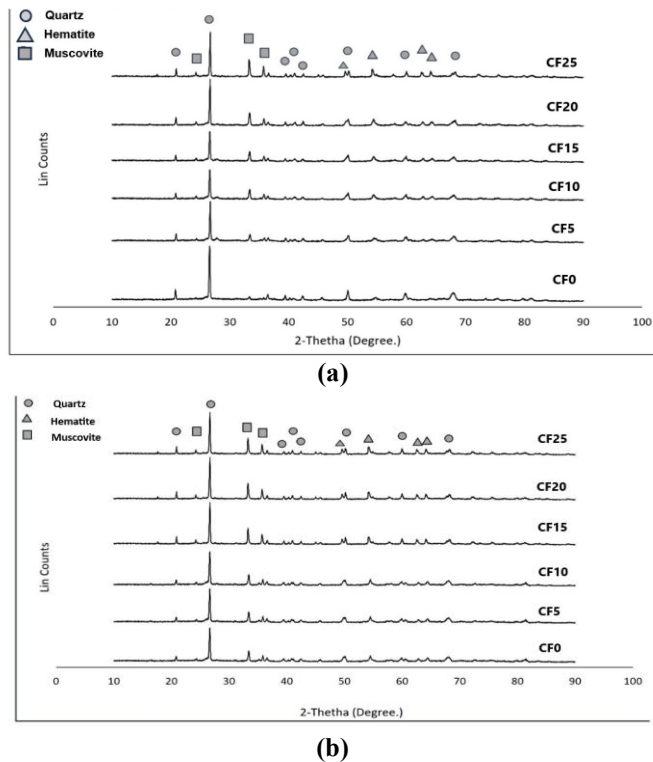 Quartz
Hematite
Muscovite
CF25
CF20
CF15
CF10
CF5
CF0
Lin Counts
0 10 20 30 40 50 60 70 80 90 100
2-Thetha (Degree.)
(a)
Quartz
Hematite
Muscovite
CF25
CF20
CF15
CF10
CF5
CF0
Lin Counts
0 10 20 30 40 50 60 70 80 90 100
2-Thetha (Degree.)
(b)